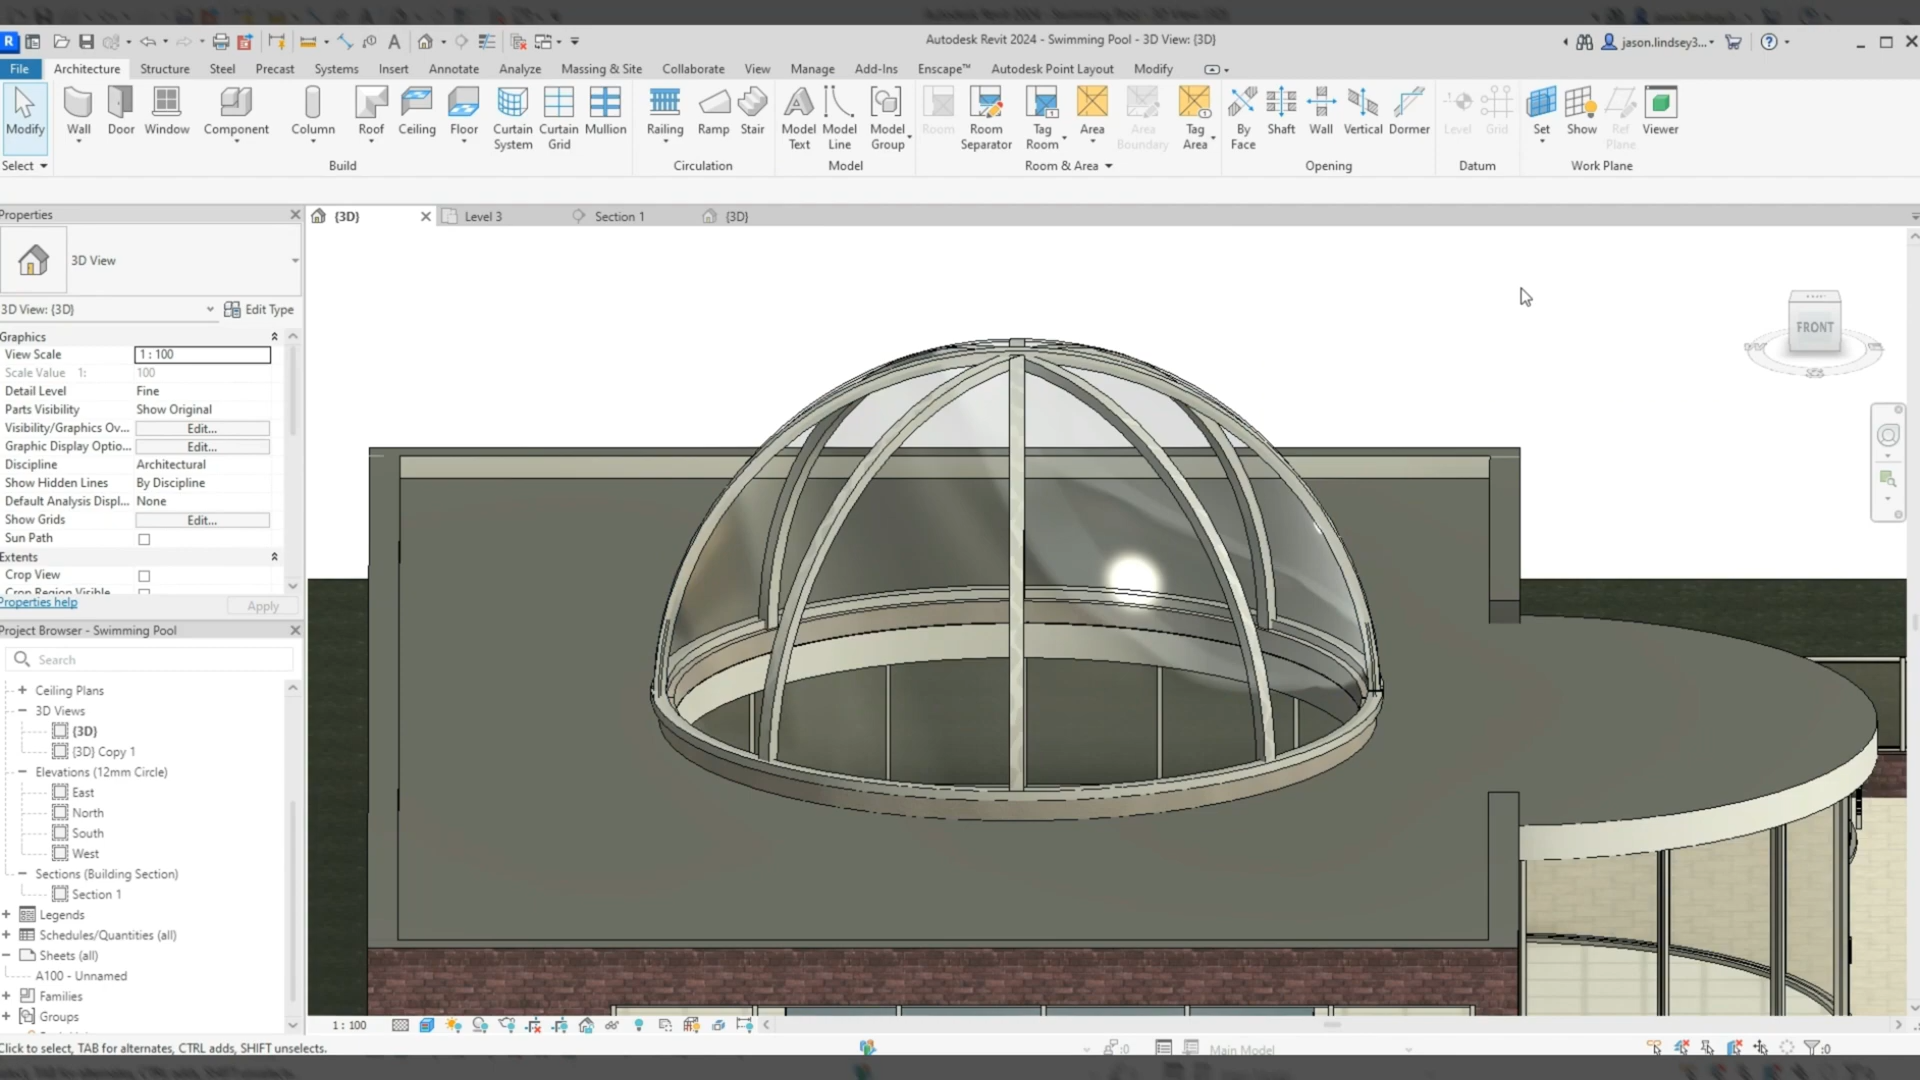 Autodesk Revit 2024 - Swimming Pool - 3D View: {3D}
jason.lindsey3...
File Architecture Structure Steel Precast Systems Insert Annotate Analyze Massing & Site Collaborate View Manage Add-Ins Enscape™ Autodesk Point Layout Modify
Modify Wall Door Window Component Column Roof Ceiling Floor Curtain System Curtain Grid Mullion Railing Ramp Stair Model Text Model Line Model Group Room Room Separator Tag Room Area Area Boundary Tag Area By Face Shaft Wall Vertical Dormer Level Grid Set Show Ref Plane Viewer
Select Build Circulation Model Room & Area Opening Datum Work Plane
Properties
{3D} Level 3 Section 1 {3D}
3D View
3D View: {3D} Edit Type
Graphics
View Scale 1 : 100
Scale Value 1: 100
Detail Level Fine
Parts Visibility Show Original
Visibility/Graphics Ov... Edit...
Graphic Display Optio... Edit...
Discipline Architectural
Show Hidden Lines By Discipline
Default Analysis Displ... None
Show Grids Edit...
Sun Path
Extents
Crop View
Crop Region Visible
Properties help Apply
FRONT
Project Browser - Swimming Pool
Search
Ceiling Plans
3D Views
{3D}
{3D} Copy 1
Elevations (12mm Circle)
East
North
South
West
Sections (Building Section)
Section 1
Legends
Schedules/Quantities (all)
Sheets (all)
A100 - Unnamed
Families
Groups
1 : 100
Click to select, TAB for alternates, CTRL adds, SHIFT unselects.
:0
Main Model
:0